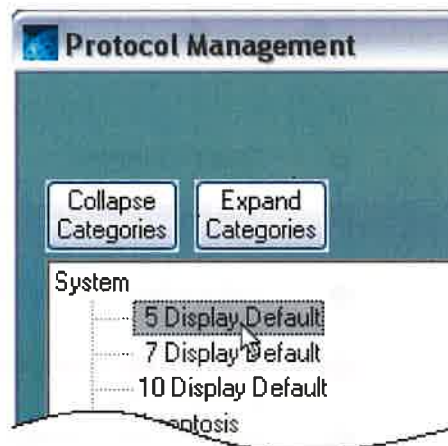 Protocol Management
Collapse
Categories
Expand
Categories
System
5 Display Default
7 Display Default
10 Display Default